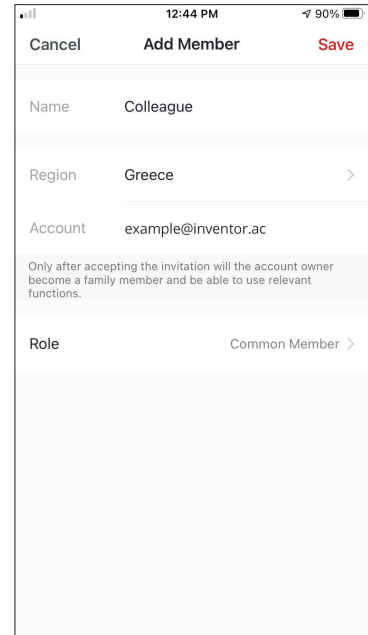 12:44 PM 90%
Cancel Add Member Save
Name Colleague
Region Greece
Account example@inventor.ac
Only after accepting the invitation will the account owner
become a family member and be able to use relevant
functions.
Role Common Member